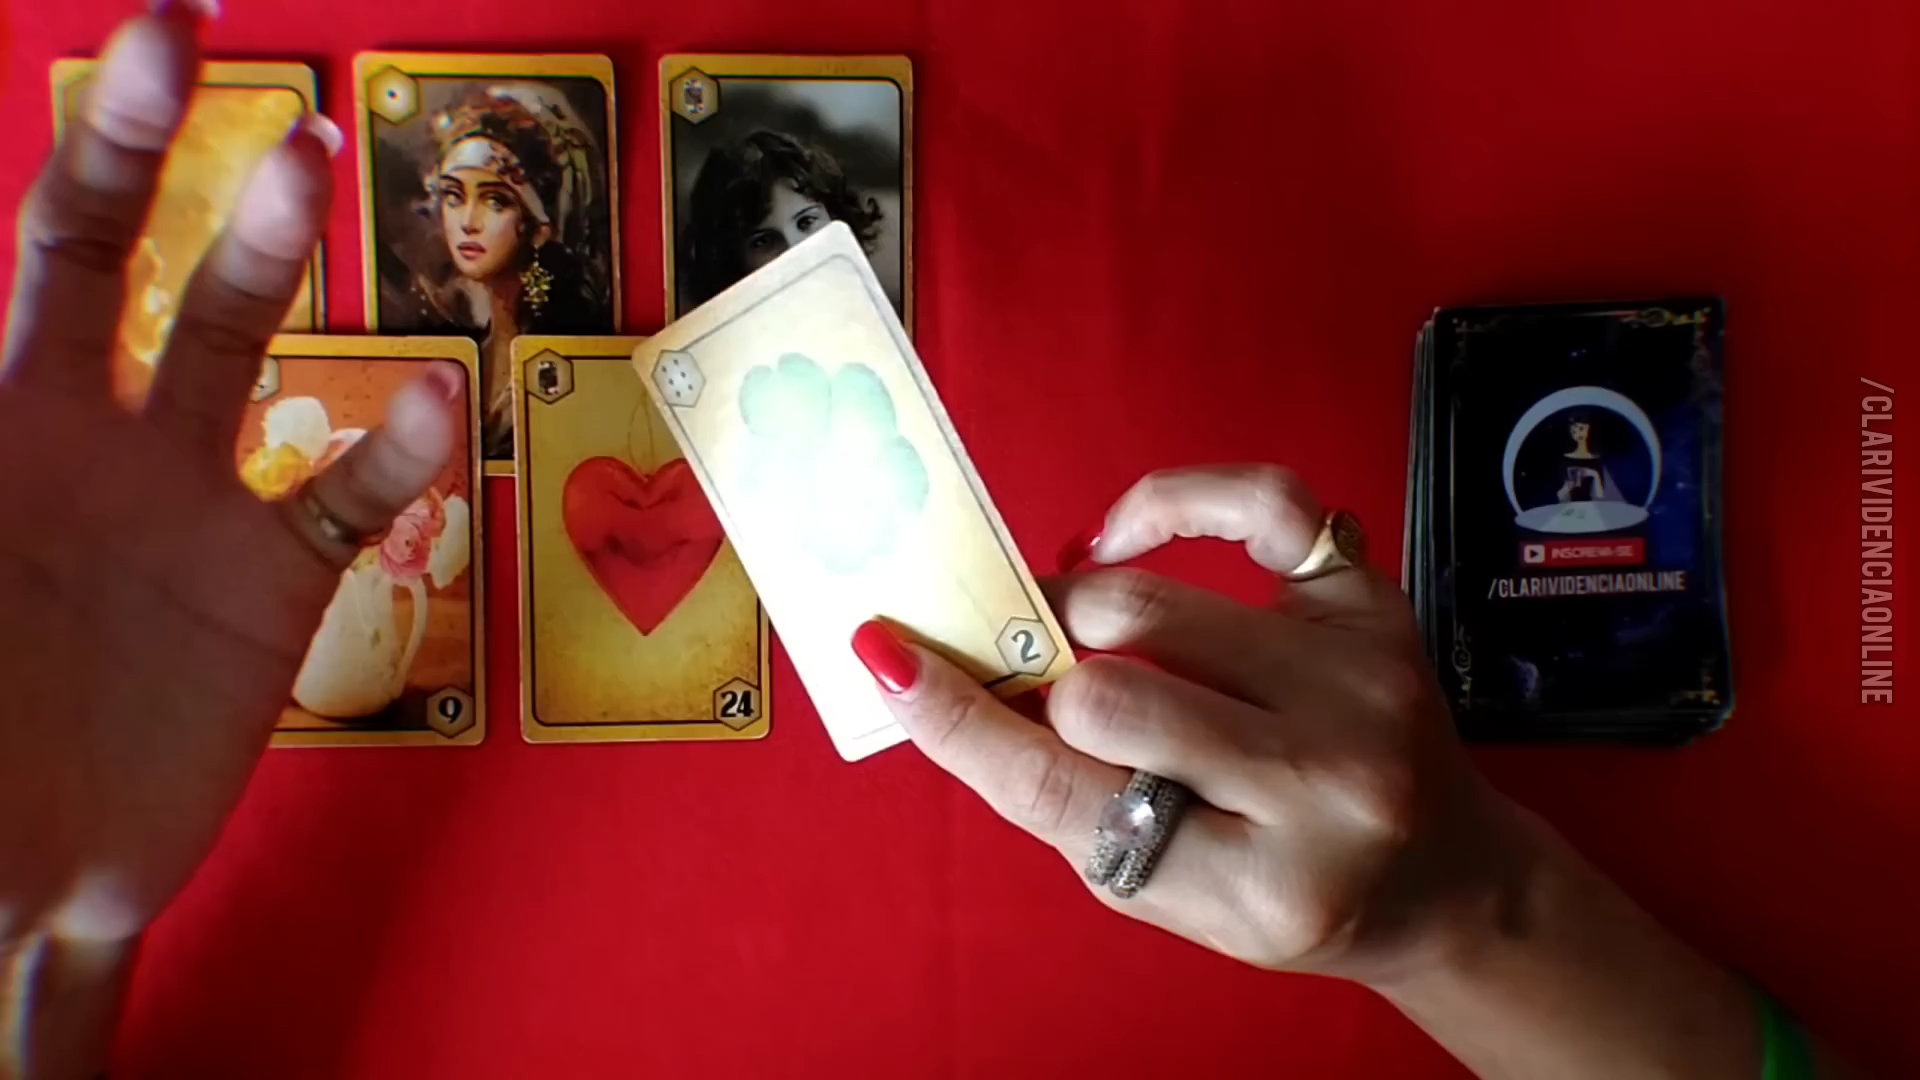 9
24
2
INSCREVA-SE
/CLARIVIDENCIAONLINE
/CLARIVIDENCIAONLINE